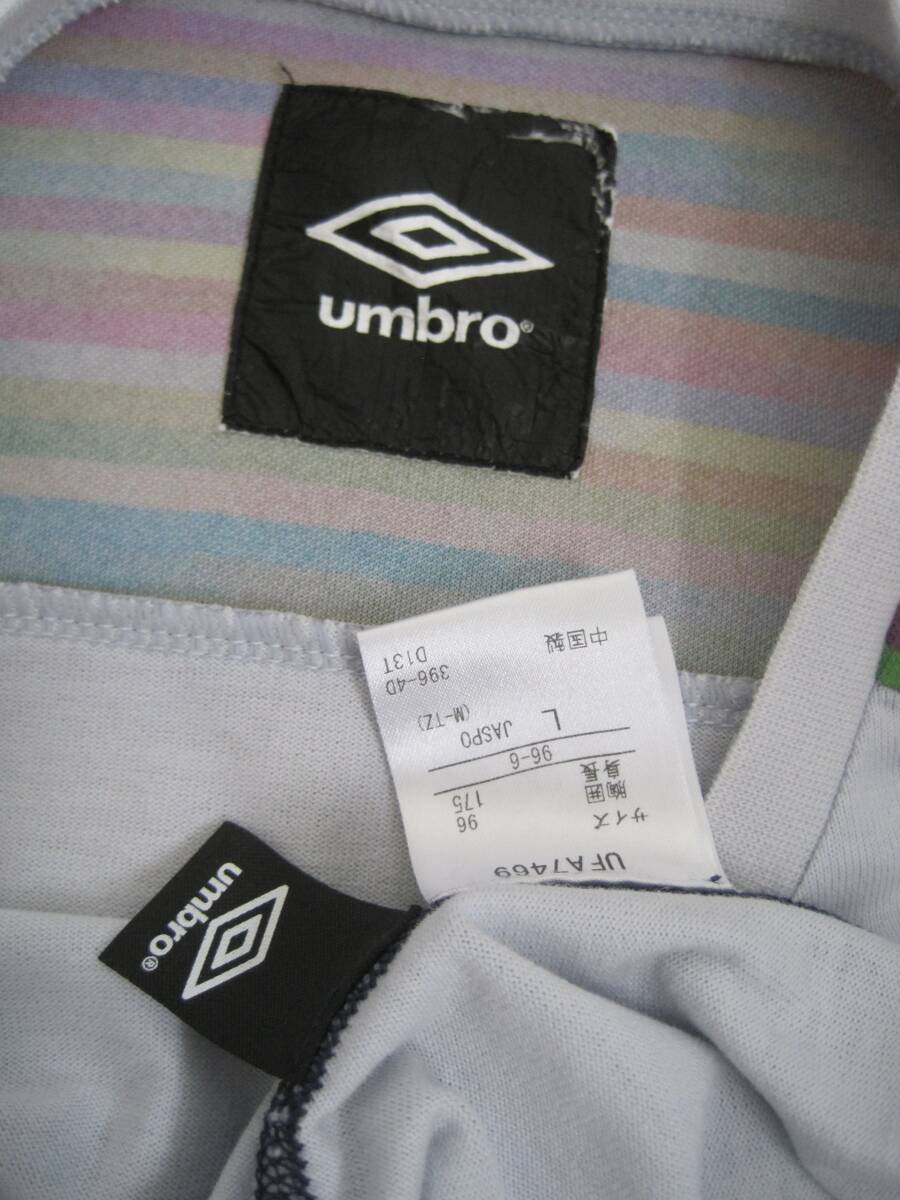 umbro®
UFA7469
サイズ
胸囲 96
身長 175
96-6
L JASPO
(M-TZ)
396-4D
D13T
中国製
umbro®